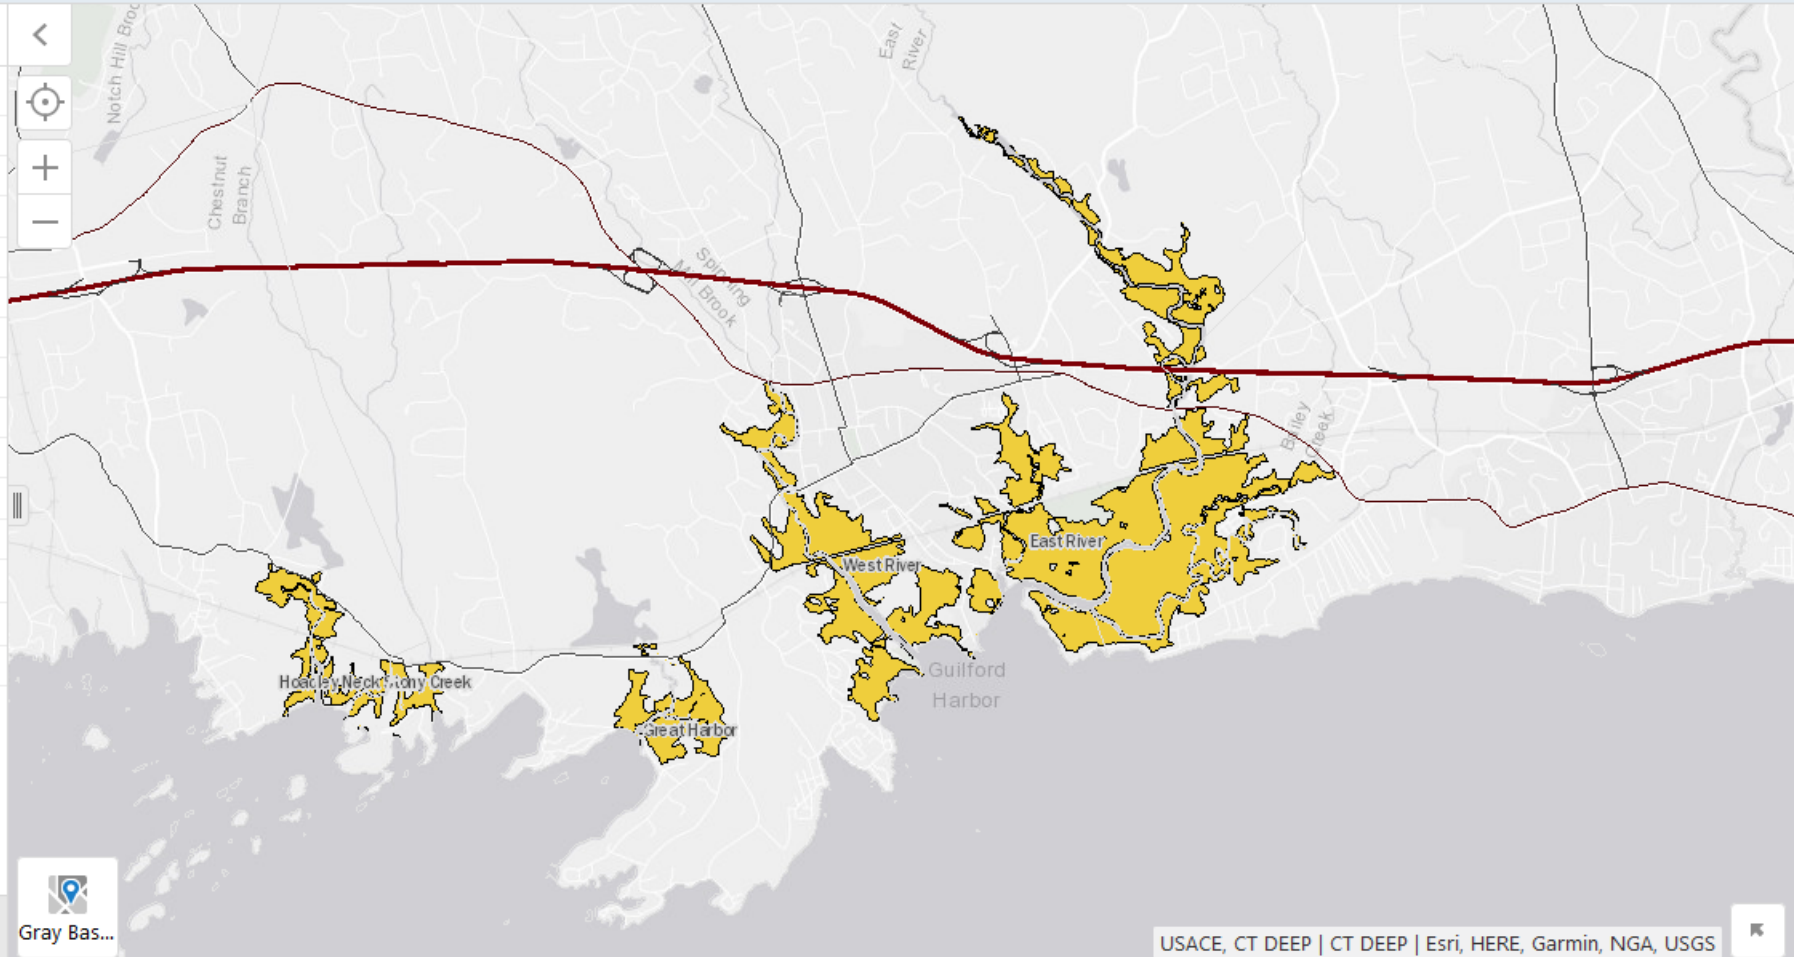 Notch Hill Broo
East
River
Chestnut
Branch
Spinning
Mill Brook
Bailey
Creek
East River
West River
Guilford
Harbor
Hoadley Neck Stony Creek
Great Harbor
Gray Bas...
USACE, CT DEEP | CT DEEP | Esri, HERE, Garmin, NGA, USGS